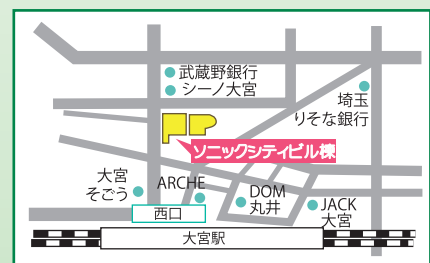 武蔵野銀行
シーノ大宮
埼玉
りそな銀行
ソニックシティビル棟
大宮
そごう
ARCHE
DOM
丸井
JACK
大宮
西口
大宮駅